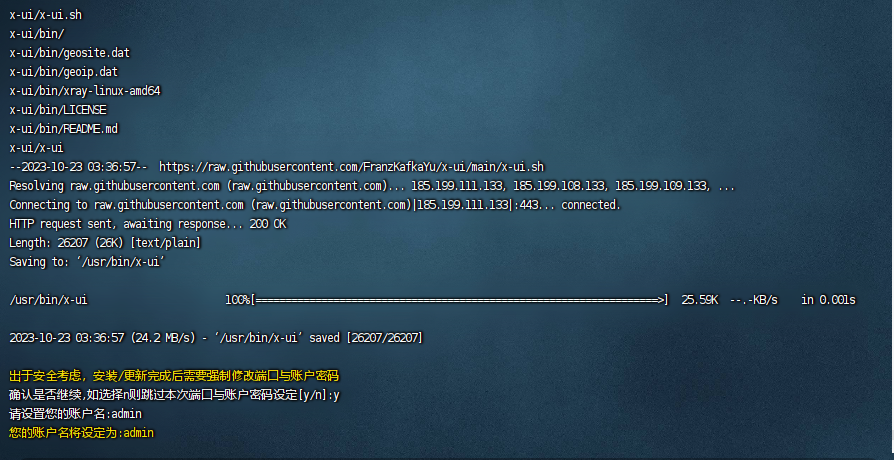 x-ui/x-ui.sh
x-ui/bin/
x-ui/bin/geosite.dat
x-ui/bin/geoip.dat
x-ui/bin/xray-linux-amd64
x-ui/bin/LICENSE
x-ui/bin/README.md
x-ui/x-ui
--2023-10-23 03:36:57--  https://raw.githubusercontent.com/FranzKafkaYu/x-ui/main/x-ui.sh
Resolving raw.githubusercontent.com (raw.githubusercontent.com)... 185.199.111.133, 185.199.108.133, 185.199.109.133, ...
Connecting to raw.githubusercontent.com (raw.githubusercontent.com)|185.199.111.133|:443... connected.
HTTP request sent, awaiting response... 200 OK
Length: 26207 (26K) [text/plain]
Saving to: ‘/usr/bin/x-ui’
/usr/bin/x-ui                       100%[===================================================================>]  25.59K  --.-KB/s    in 0.001s
2023-10-23 03:36:57 (24.2 MB/s) - ‘/usr/bin/x-ui’ saved [26207/26207]
出于安全考虑，安装/更新完成后需要强制修改端口与账户密码
确认是否继续,如选择n则跳过本次端口与账户密码设定[y/n]:y
请设置您的账户名:admin
您的账户名将设定为:admin